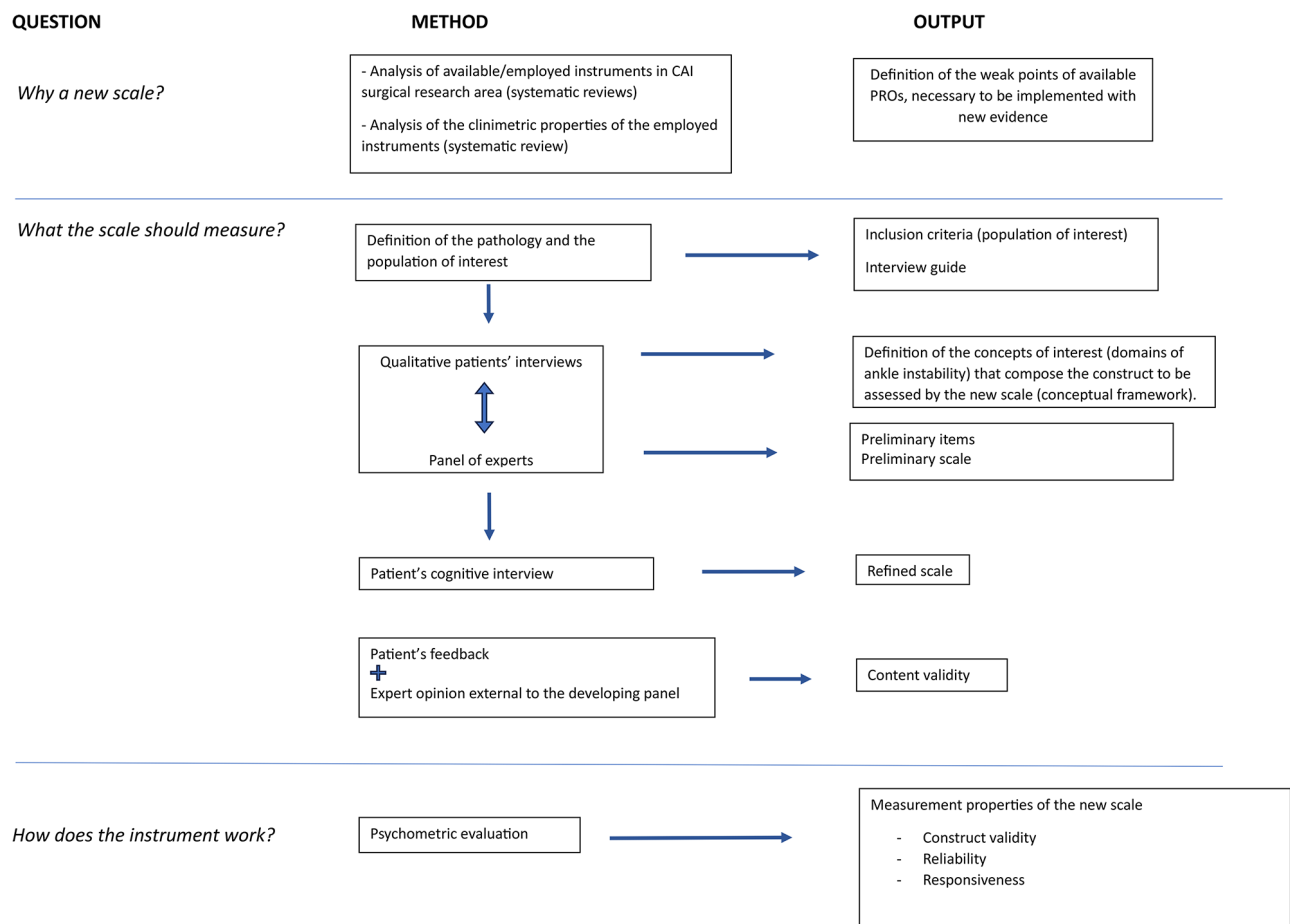 QUESTION
METHOD
OUTPUT
Why a new scale?
- Analysis of available/employed instruments in CAI
surgical research area (systematic reviews)
- Analysis of the clinimetric properties of the employed
instruments (systematic review)
Definition of the weak points of available
PROs, necessary to be implemented with
new evidence
What the scale should measure?
Definition of the pathology and the
population of interest
Inclusion criteria (population of interest)
Interview guide
Qualitative patients’ interviews
Panel of experts
Definition of the concepts of interest (domains of
ankle instability) that compose the construct to be
assessed by the new scale (conceptual framework).
Preliminary items
Preliminary scale
Patient’s cognitive interview
Refined scale
Patient’s feedback
Expert opinion external to the developing panel
Content validity
How does the instrument work?
Psychometric evaluation
Measurement properties of the new scale
- Construct validity
- Reliability
- Responsiveness